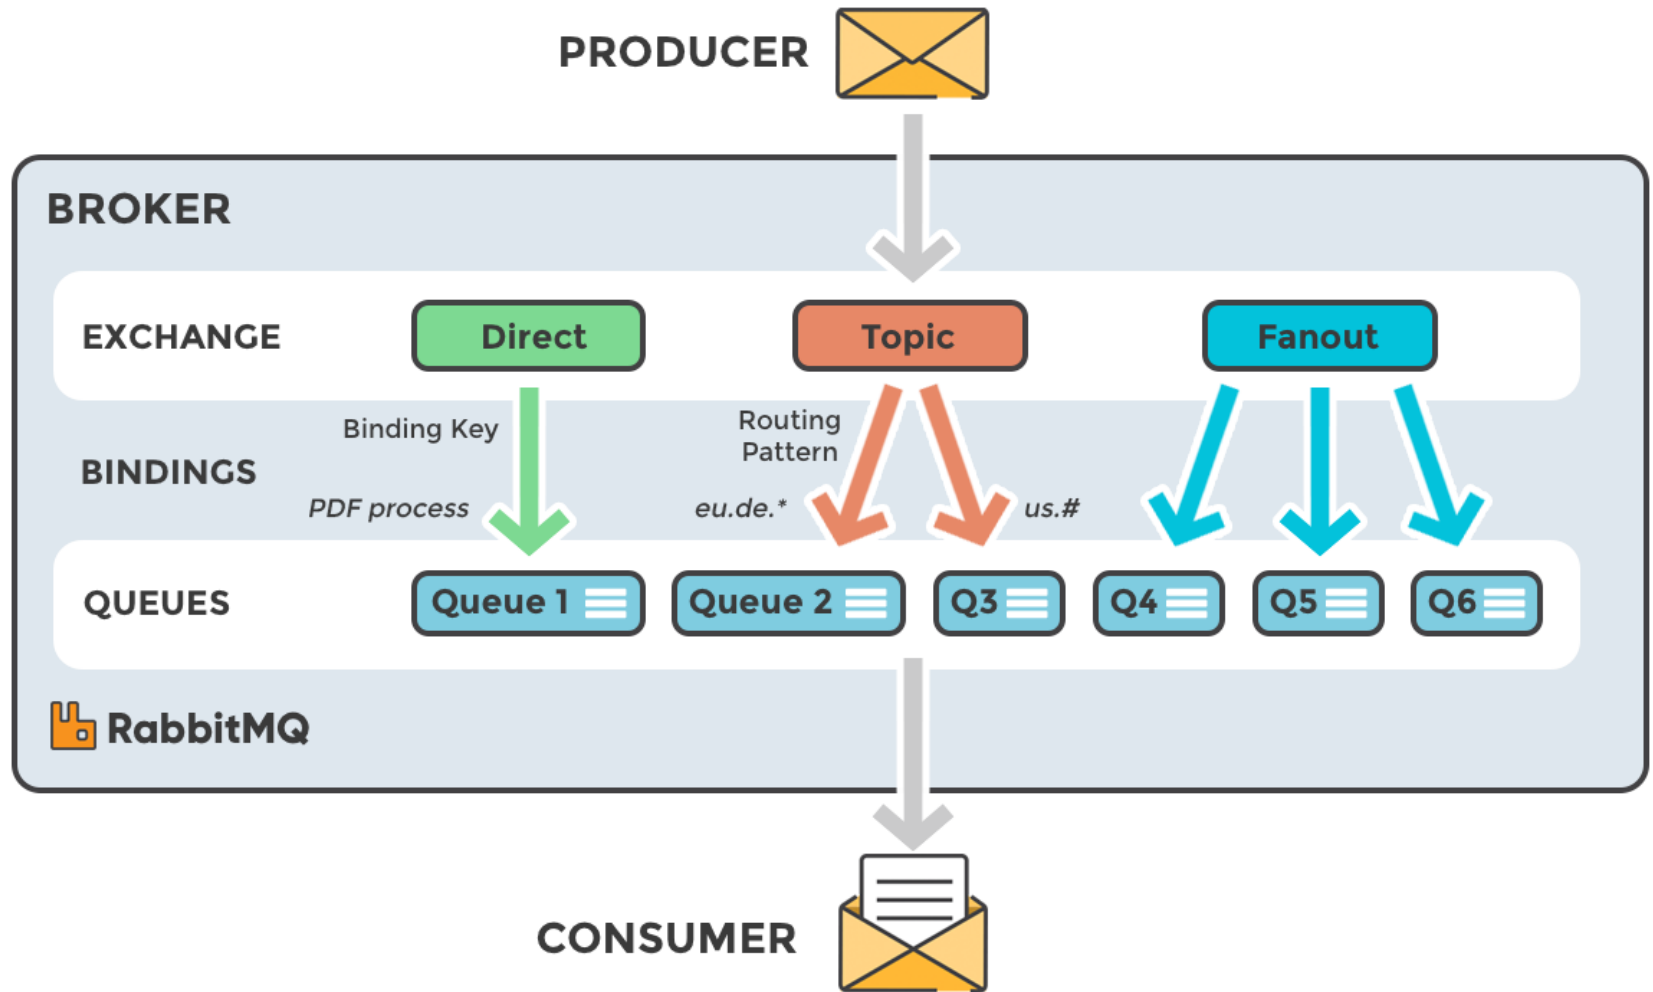 PRODUCER
BROKER
EXCHANGE
Direct
Topic
Fanout
Binding Key
Routing
Pattern
BINDINGS
PDF process
eu.de.*
us.#
QUEUES
Queue 1
Queue 2
Q3
Q4
Q5
Q6
RabbitMQ
CONSUMER